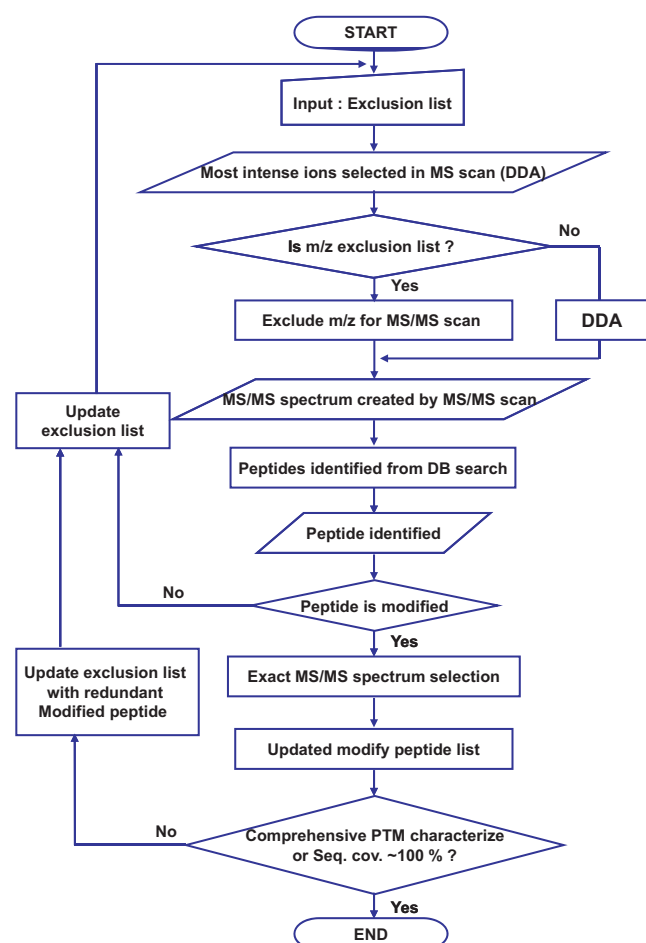 START
Input : Exclusion list
Most intense ions selected in MS scan (DDA)
No
Is m/z exclusion list ?
Yes
Exclude m/z for MS/MS scan
DDA
MS/MS spectrum created by MS/MS scan
Update
exclusion list
Peptides identified from DB search
Peptide identified
No
Peptide is modified
Yes
Update exclusion list
with redundant
Modified peptide
Exact MS/MS spectrum selection
Updated modify peptide list
No
Comprehensive PTM characterize
or Seq. cov. ~100 % ?
Yes
END